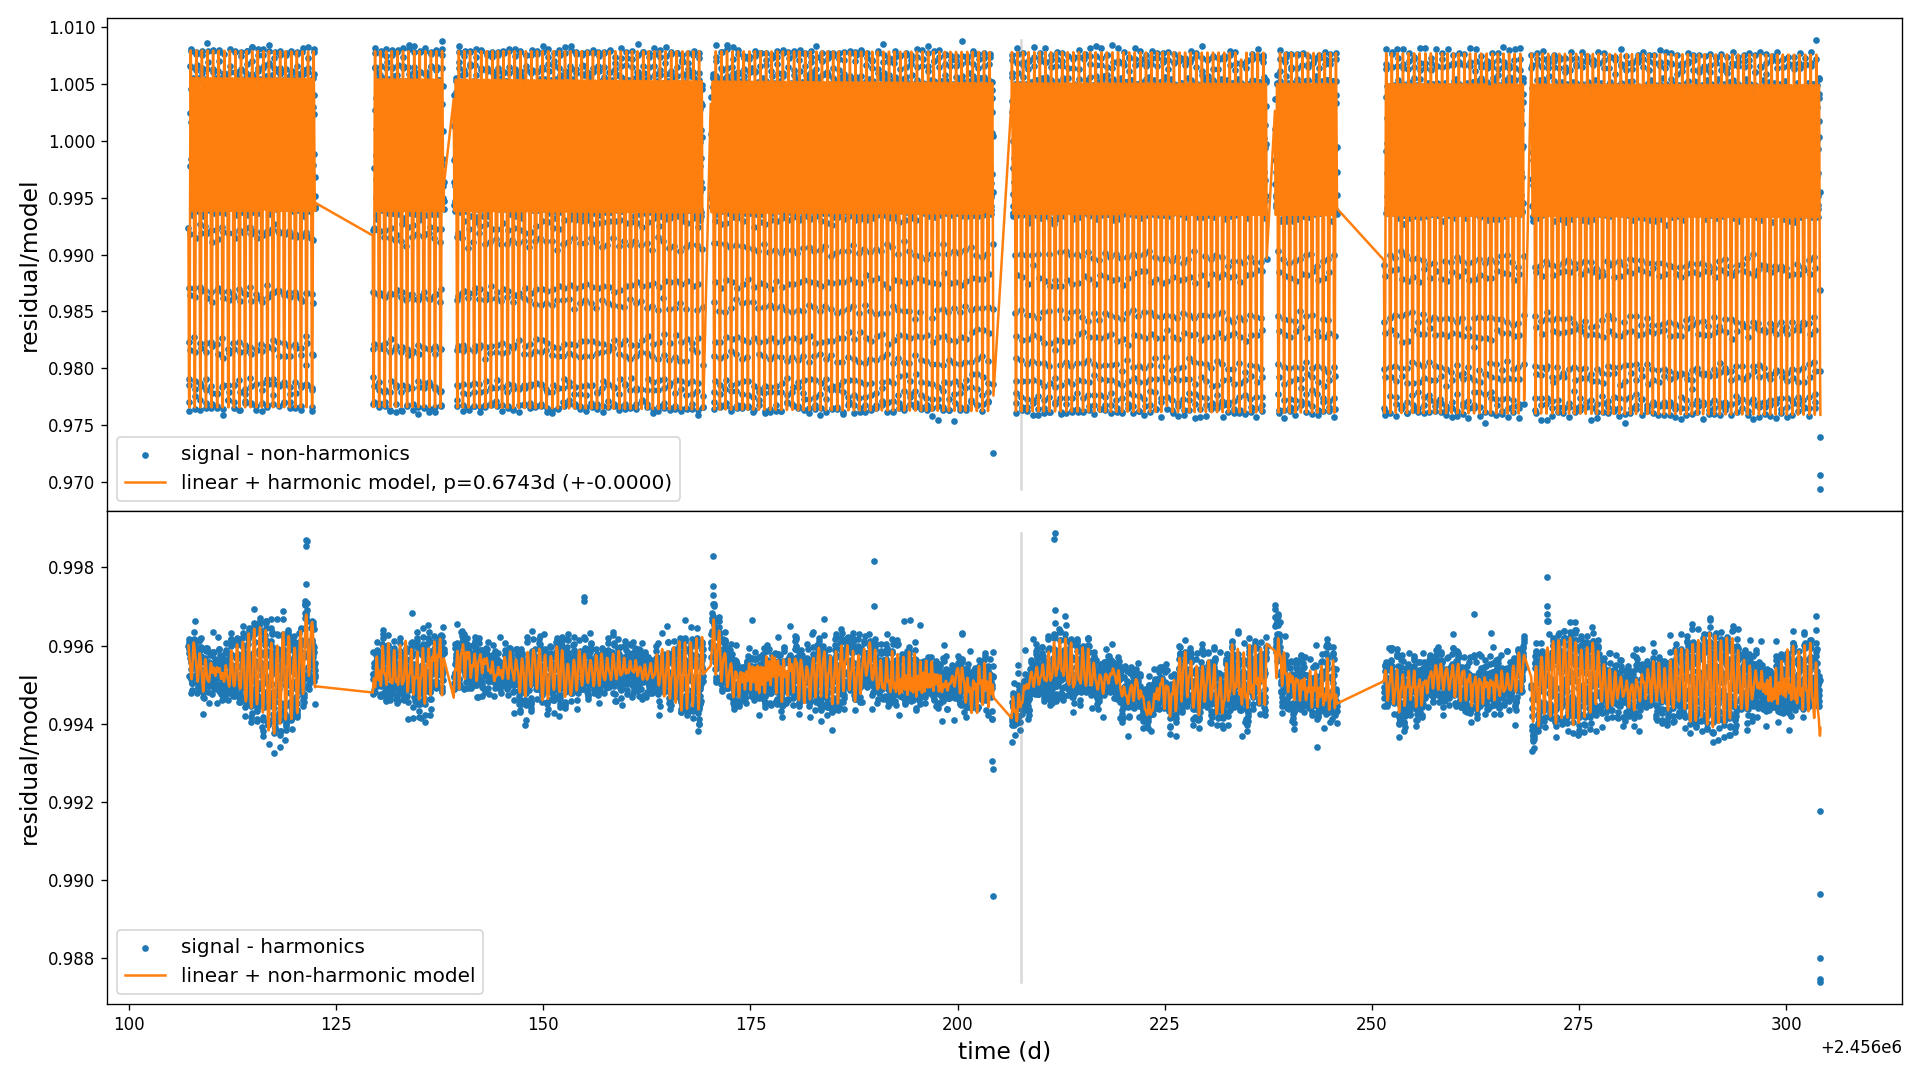 1.010
1.005
1.000
0.995
0.990
0.985
0.980
0.975
0.970
residual/model
signal - non-harmonics
linear + harmonic model, p=0.6743d (+-0.0000)
0.998
0.996
0.994
0.992
0.990
0.988
residual/model
signal - harmonics
linear + non-harmonic model
100 125 150 175 200 225 250 275 300
time (d)
+2.456e6